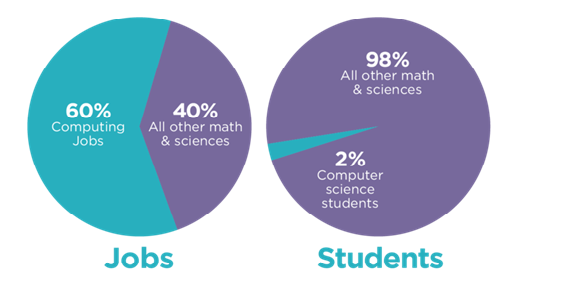 60%
Computing
Jobs
40%
All other math
& sciences
Jobs
98%
All other math
& sciences
2%
Computer
science
students
Students